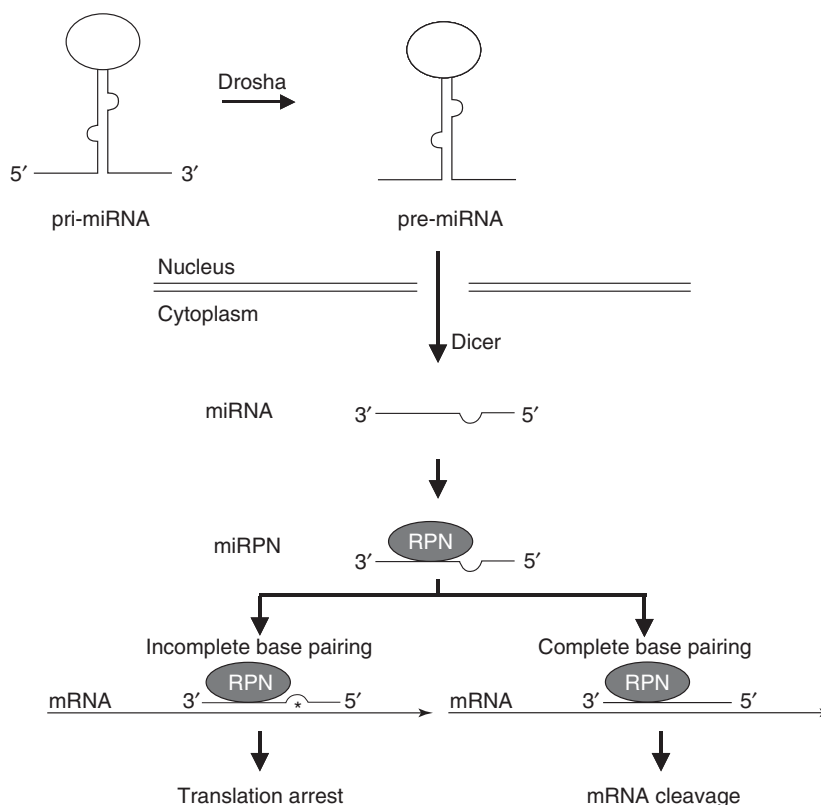 Drosha
5′ 3′
pri-miRNA pre-miRNA
Nucleus
Cytoplasm
Dicer
miRNA 3′ 5′
miRPN 3′ RPN 5′
Incomplete base pairing Complete base pairing
mRNA 3′ RPN * 5′ mRNA 3′ RPN 5′
Translation arrest mRNA cleavage